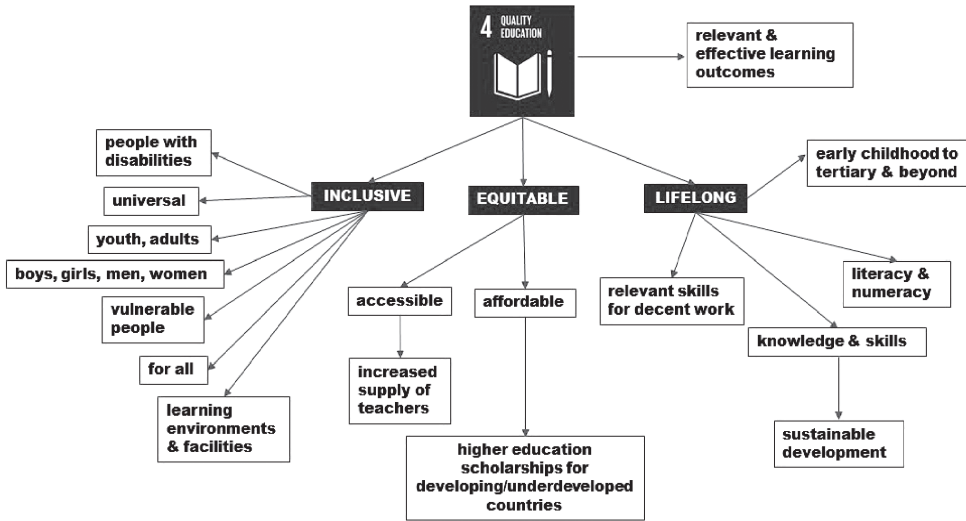 4 QUALITY
EDUCATION
relevant &
effective learning
outcomes
people with
disabilities
universal
youth, adults
boys, girls, men, women
vulnerable
people
for all
learning
environments
& facilities
INCLUSIVE
EQUITABLE
accessible
affordable
increased
supply of
teachers
higher education
scholarships for
developing/underdeveloped
countries
LIFELONG
early childhood to
tertiary & beyond
relevant skills
for decent work
literacy &
numeracy
knowledge & skills
sustainable
development